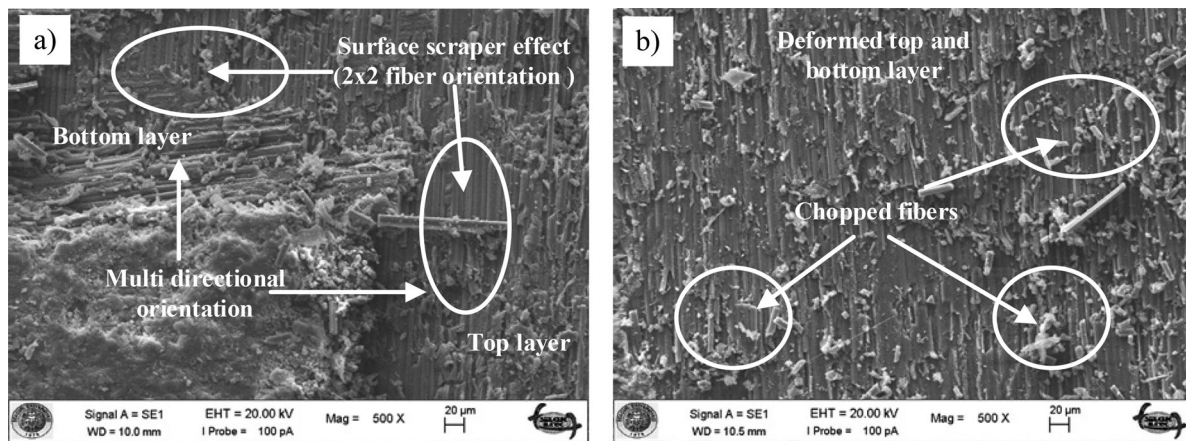 a)
Surface scraper effect
(2x2 fiber orientation )
Bottom layer
Multi directional
orientation
Top layer
Signal A = SE1 EHT = 20.00 kV Mag = 500 X 20 µm
WD = 10.0 mm I Probe = 100 pA
b)
Deformed top and
bottom layer
Chopped fibers
Signal A = SE1 EHT = 20.00 kV Mag = 500 X 20 µm
WD = 10.5 mm I Probe = 100 pA